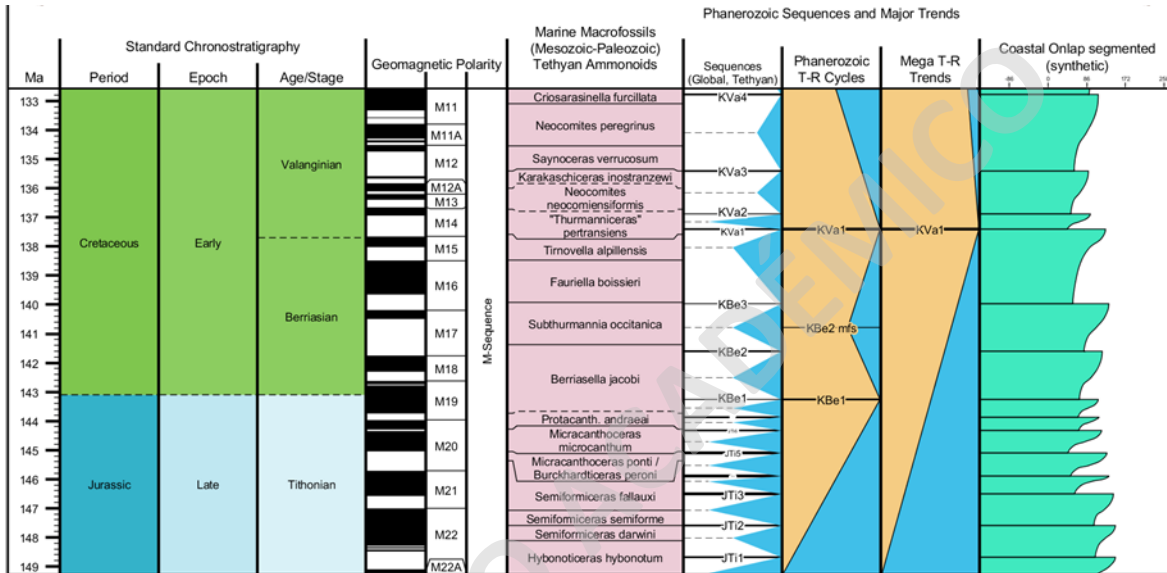 Phanerozoic Sequences and Major Trends
Marine Macrofossils
(Mesozoic-Paleozoic)
Tethyan Ammonoids
Standard Chronostratigraphy
Geomagnetic Polarity
Ma
Period
Epoch
Age/Stage
Sequences
(Global, Tethyan)
Phanerozoic
T-R Cycles
Mega T-R
Trends
Coastal Onlap segmented
(synthetic)
-86 0 86 172 258
133
134
135
136
137
138
139
140
141
142
143
144
145
146
147
148
149
Cretaceous
Jurassic
Early
Late
Valanginian
Berriasian
Tithonian
M11
M11A
M12
M12A
M13
M14
M15
M16
M17
M18
M19
M20
M21
M22
M22A
M-Sequence
Criosarasinella furcillata
Neocomites peregrinus
Saynoceras verrucosum
Karakaschiceras inostranzewi
Neocomites
neocomiensiformis
"Thurmanniceras"
pertransiens
Tirnovella alpillensis
Fauriella boissieri
Subthurmannia occitanica
Berriasella jacobi
Protacanth. andraeai
Micracanthoceras
microcanthum
Micracanthoceras ponti /
Burckhardticeras peroni
Semiformiceras fallauxi
Semiformiceras semiforme
Semiformiceras darwini
Hybonoticeras hybonotum
KVa4
KVa3
KVa2
KVa1
KBe3
KBe2
KBe1
JTi5
JTi3
JTi2
JTi1
KVa1
KBe2 mfs
KBe1
KVa1
ACADÉMICO